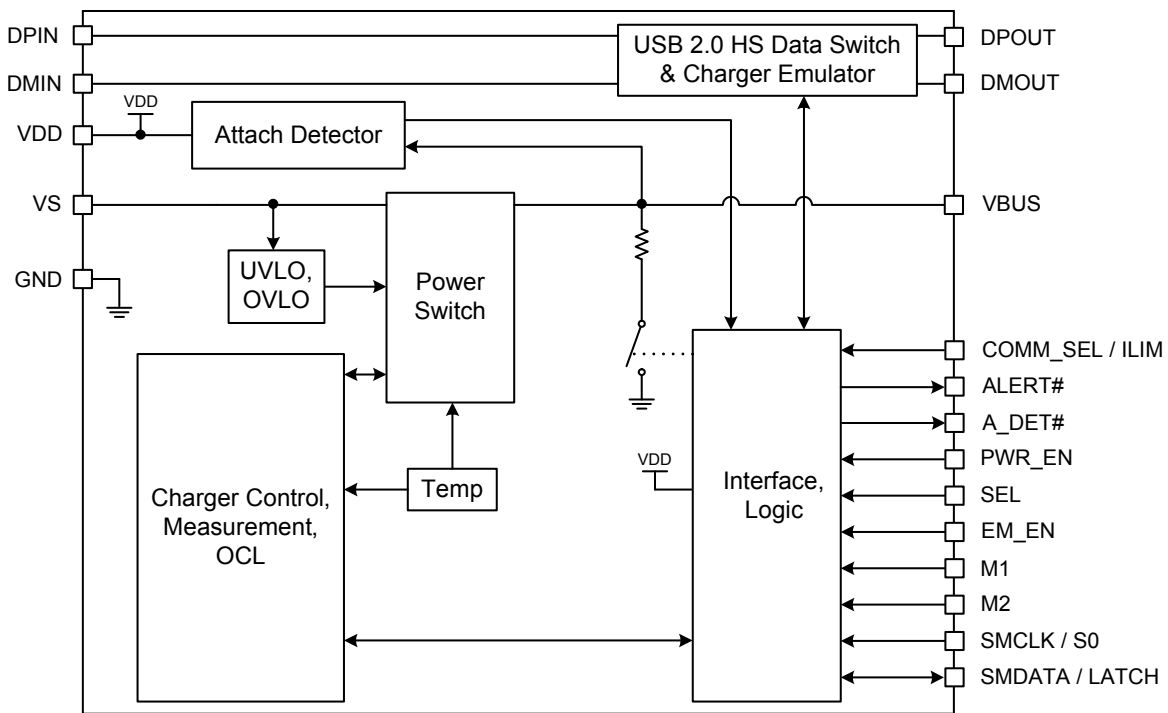 DPIN
DMIN
VDD
VS
GND
VDD
Attach Detector
USB 2.0 HS Data Switch
& Charger Emulator
UVLO,
OVLO
Power
Switch
Charger Control,
Measurement,
OCL
Temp
VDD
Interface,
Logic
DPOUT
DMOUT
VBUS
COMM_SEL / ILIM
ALERT#
A_DET#
PWR_EN
SEL
EM_EN
M1
M2
SMCLK / S0
SMDATA / LATCH